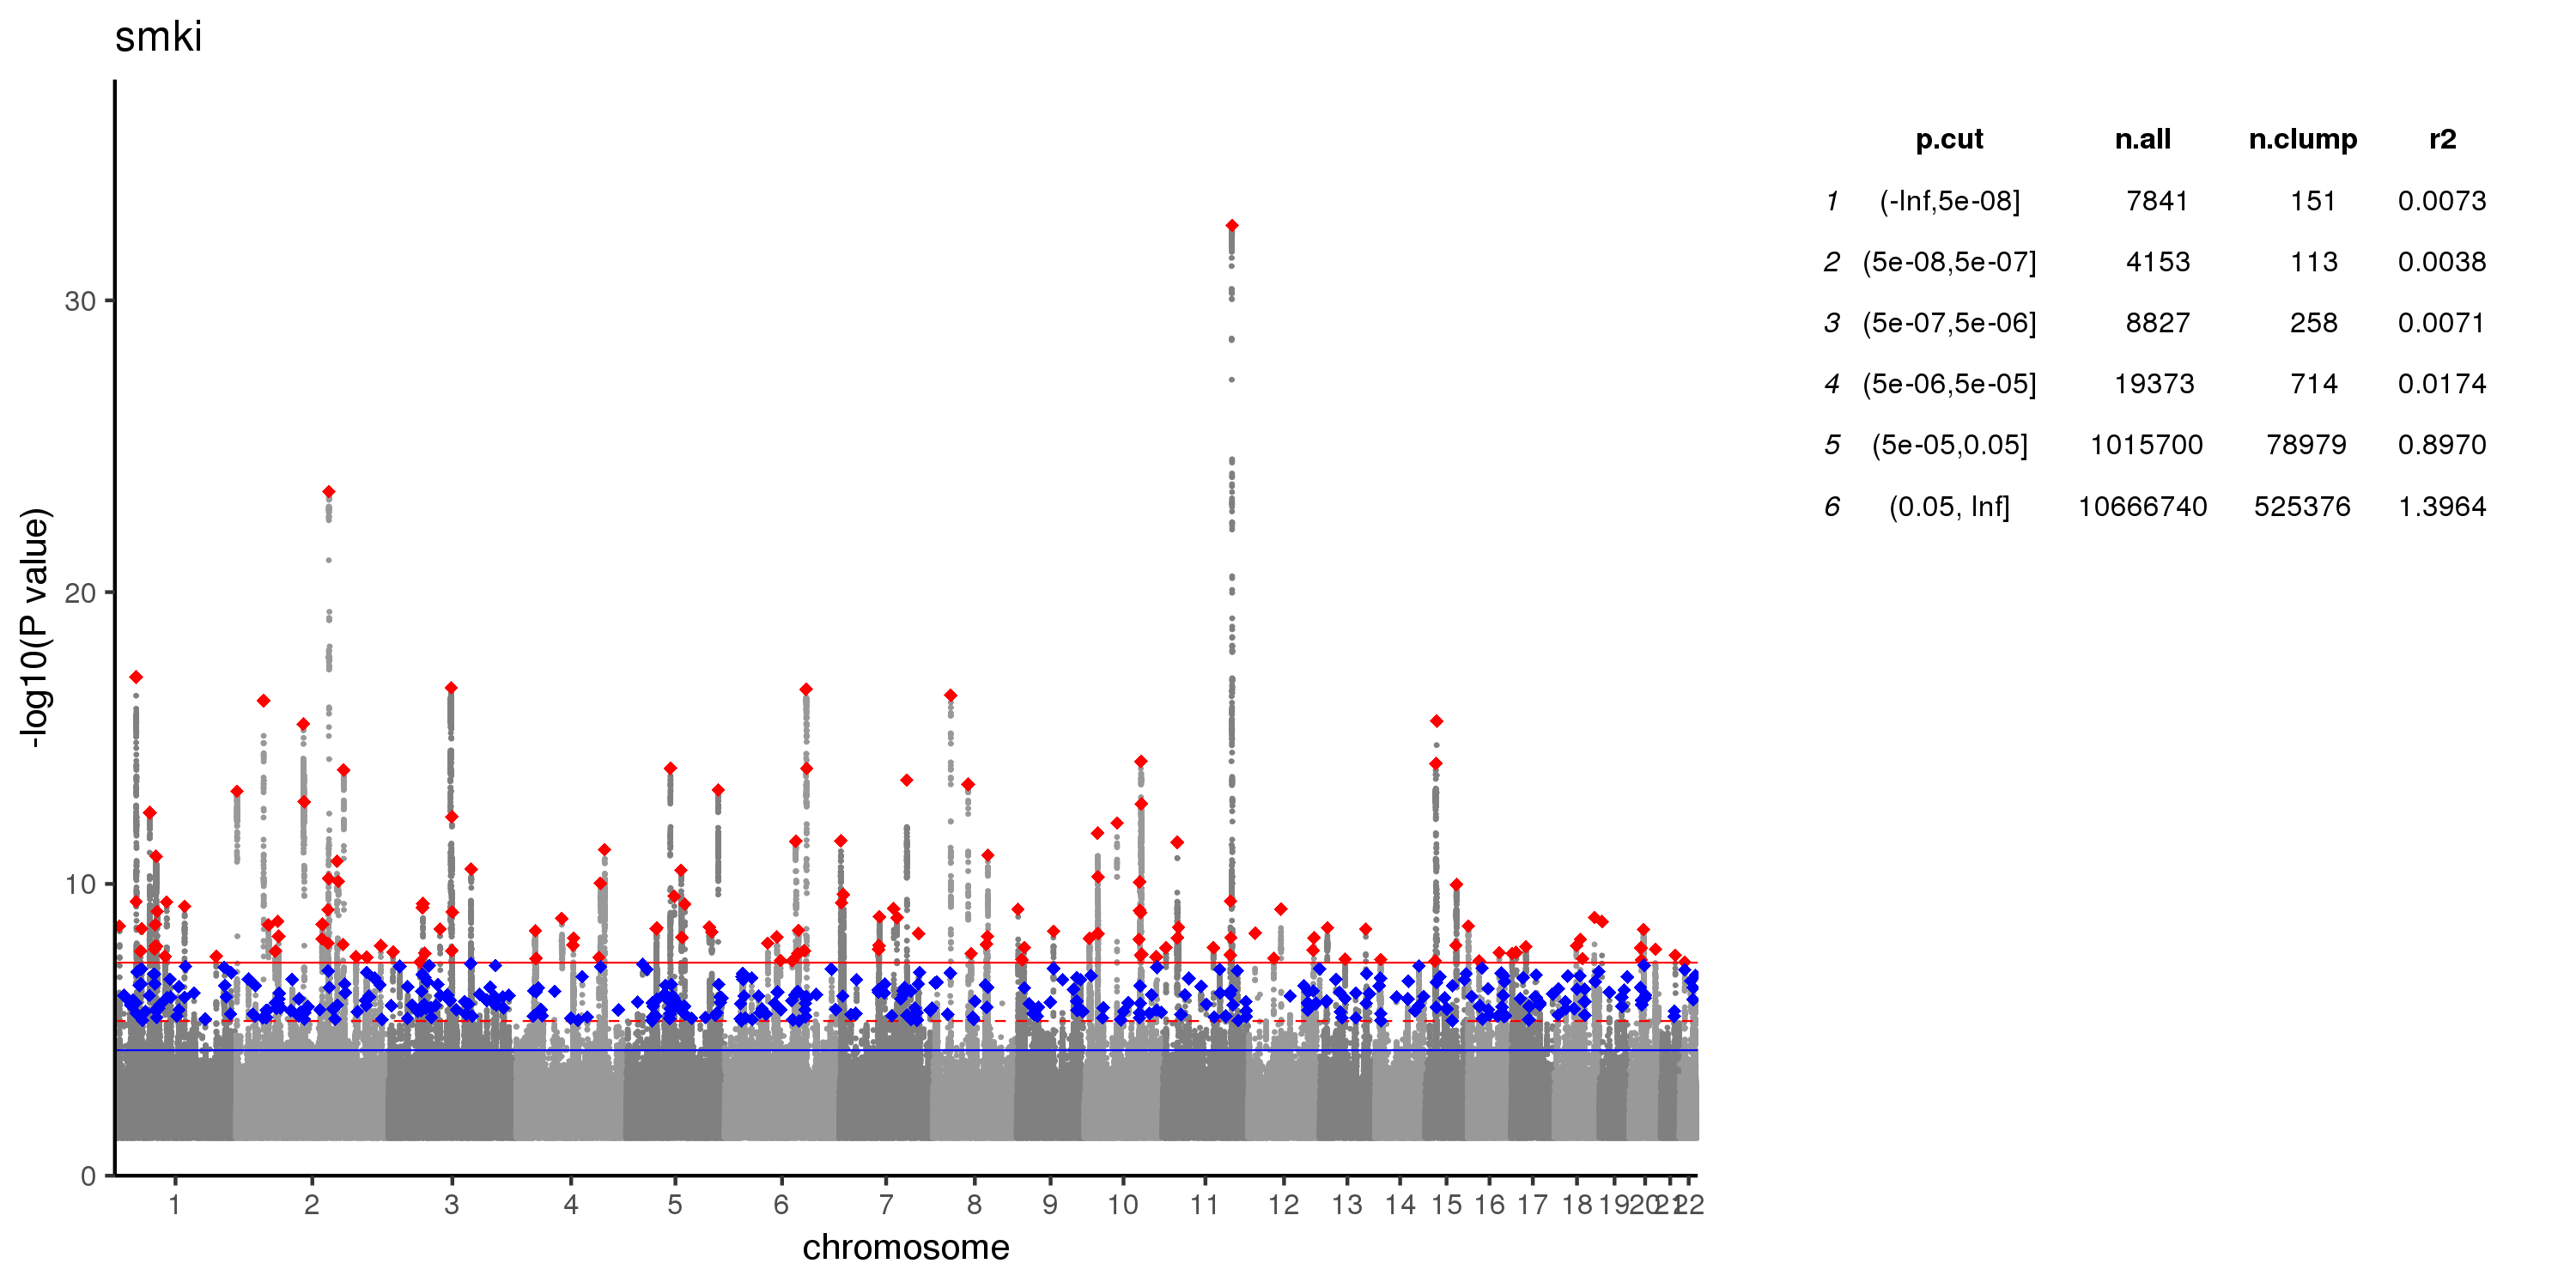 smki
-log10(P value)
30
20
10
0
1 2 3 4 5 6 7 8 9 10 11 12 13 14 15 16 17 18 19 20 21 22
chromosome
p.cut n.all n.clump r2
1 (-Inf,5e-08] 7841 151 0.0073
2 (5e-08,5e-07] 4153 113 0.0038
3 (5e-07,5e-06] 8827 258 0.0071
4 (5e-06,5e-05] 19373 714 0.0174
5 (5e-05,0.05] 1015700 78979 0.8970
6 (0.05, Inf] 10666740 525376 1.3964